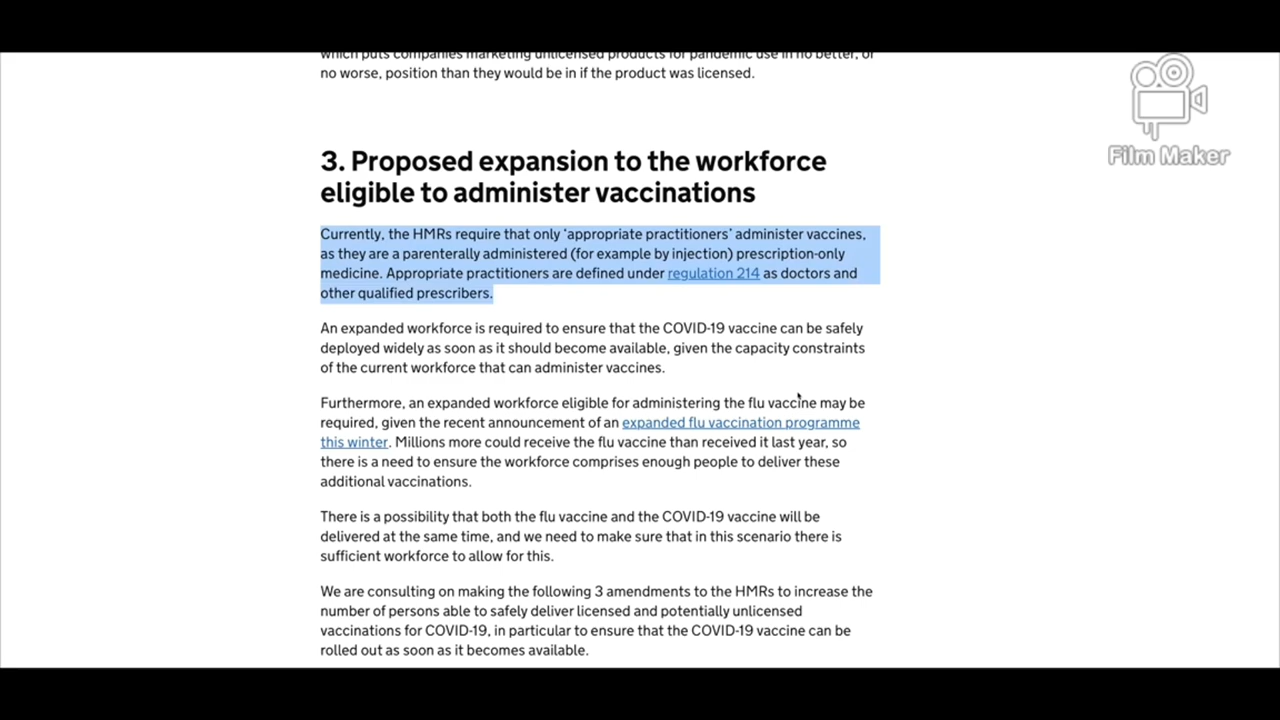 which puts companies marketing unlicensed products for pandemic use in no better, or
no worse, position than they would be in if the product was licensed.
Film Maker
3. Proposed expansion to the workforce
eligible to administer vaccinations
Currently, the HMRs require that only ‘appropriate practitioners’ administer vaccines,
as they are a parenterally administered (for example by injection) prescription-only
medicine. Appropriate practitioners are defined under regulation 214 as doctors and
other qualified prescribers.
An expanded workforce is required to ensure that the COVID-19 vaccine can be safely
deployed widely as soon as it should become available, given the capacity constraints
of the current workforce that can administer vaccines.
Furthermore, an expanded workforce eligible for administering the flu vaccine may be
required, given the recent announcement of an expanded flu vaccination programme
this winter. Millions more could receive the flu vaccine than received it last year, so
there is a need to ensure the workforce comprises enough people to deliver these
additional vaccinations.
There is a possibility that both the flu vaccine and the COVID-19 vaccine will be
delivered at the same time, and we need to make sure that in this scenario there is
sufficient workforce to allow for this.
We are consulting on making the following 3 amendments to the HMRs to increase the
number of persons able to safely deliver licensed and potentially unlicensed
vaccinations for COVID-19, in particular to ensure that the COVID-19 vaccine can be
rolled out as soon as it becomes available.